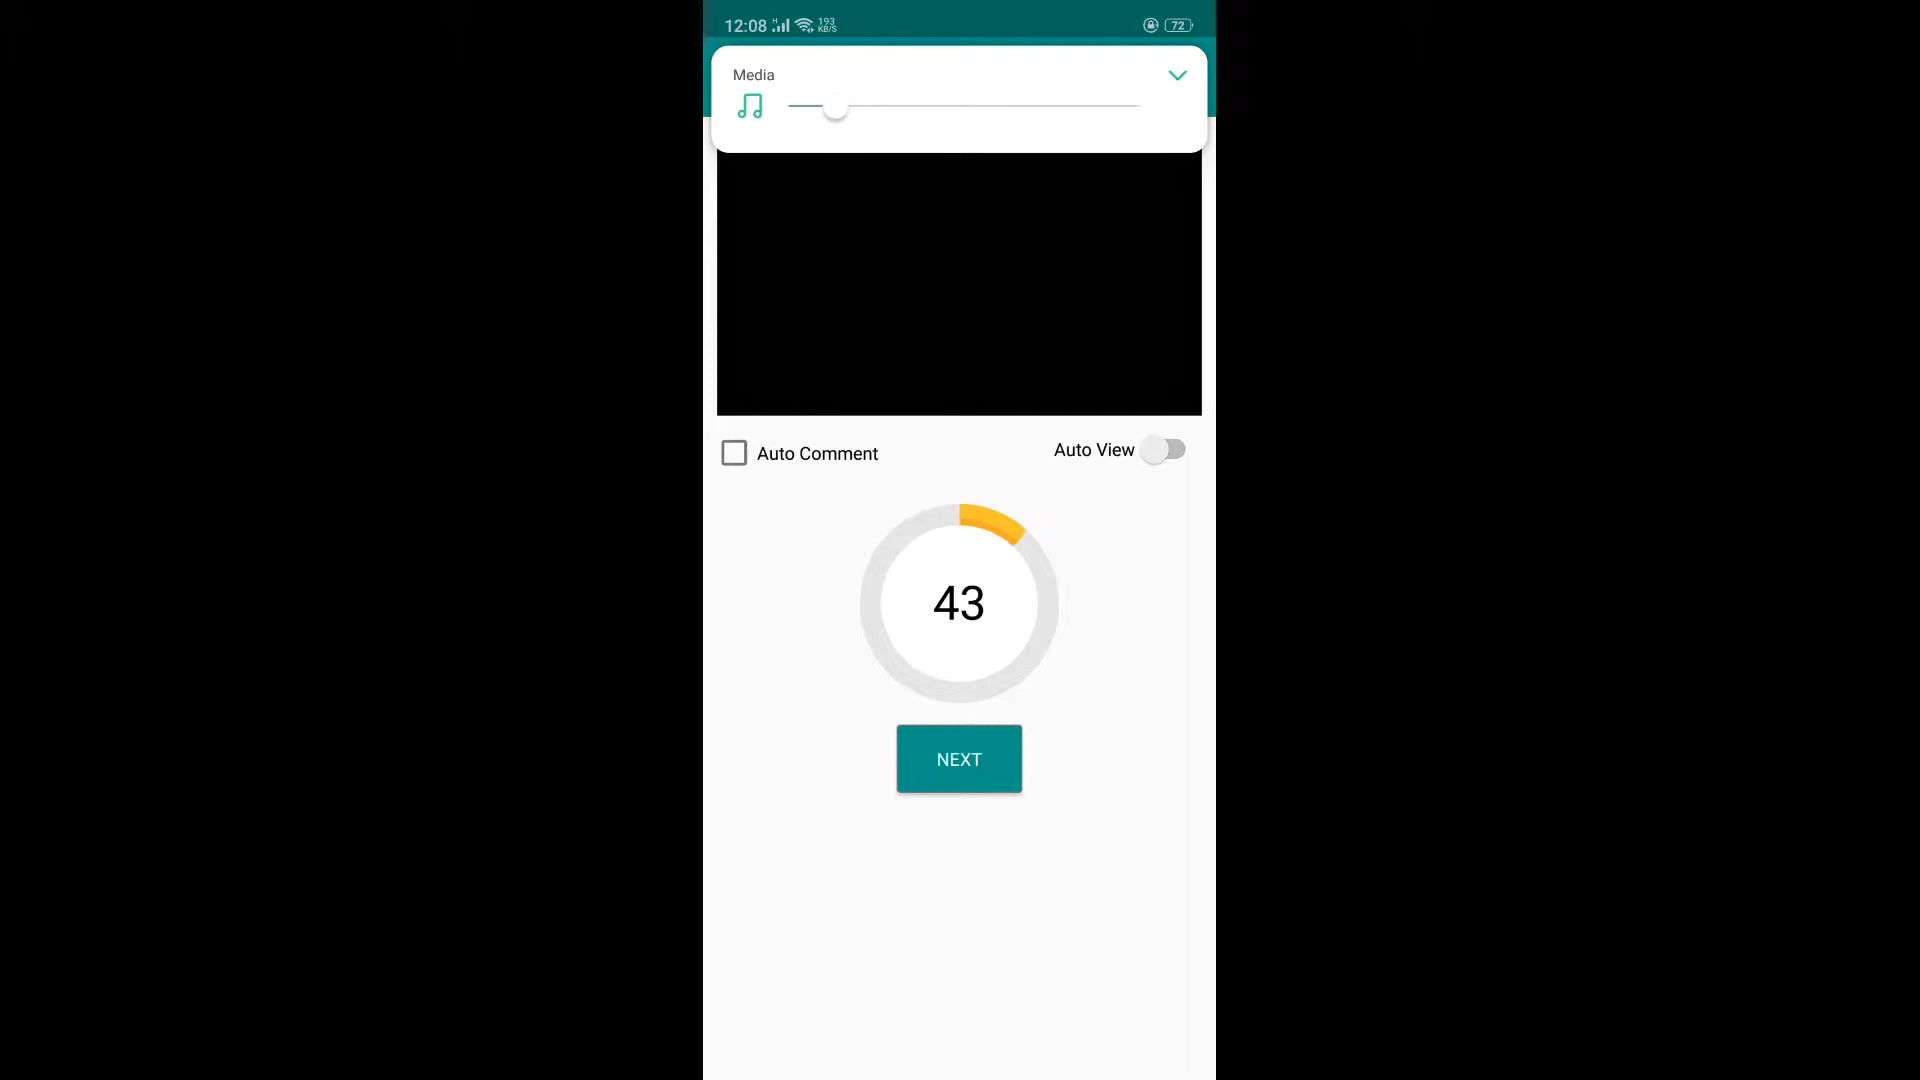 12:08 H 193 KB/S 72
Media
Auto Comment Auto View
43
NEXT